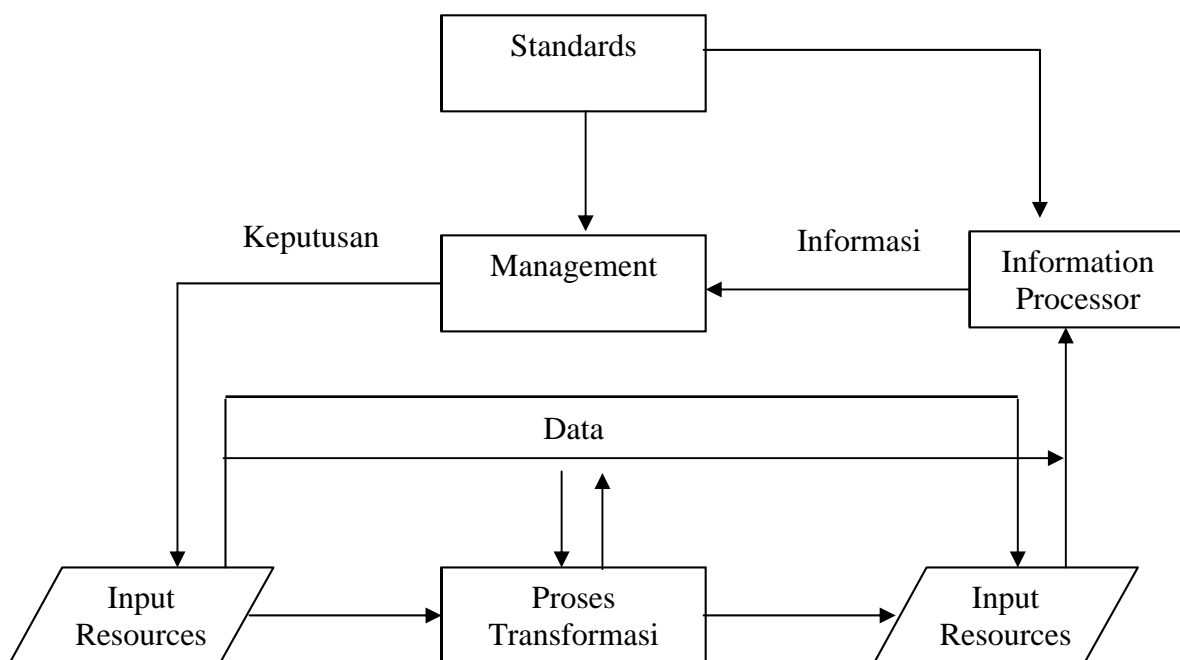 Standards
Keputusan
Management
Informasi
Information
Processor
Data
Input
Resources
Proses
Transformasi
Input
Resources